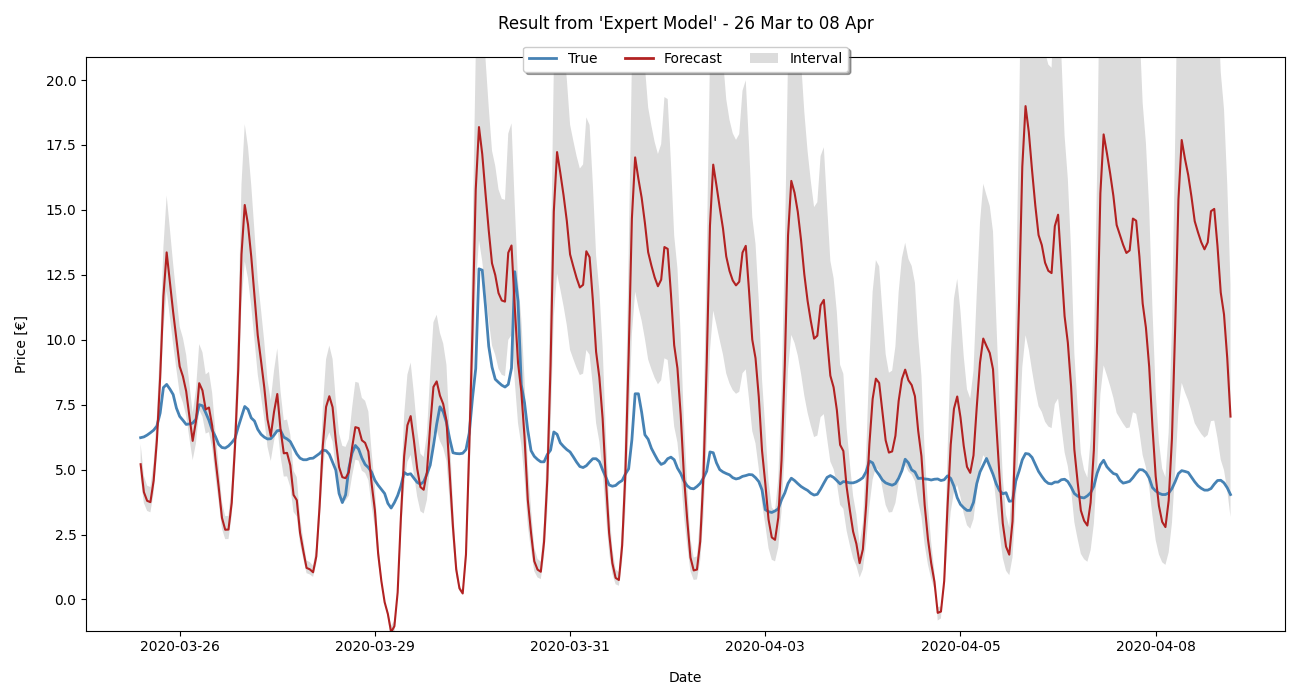 Result from 'Expert Model' - 26 Mar to 08 Apr
True Forecast Interval
20.0
17.5
15.0
12.5
10.0
7.5
5.0
2.5
0.0
Price [€]
2020-03-26 2020-03-29 2020-03-31 2020-04-03 2020-04-05 2020-04-08
Date